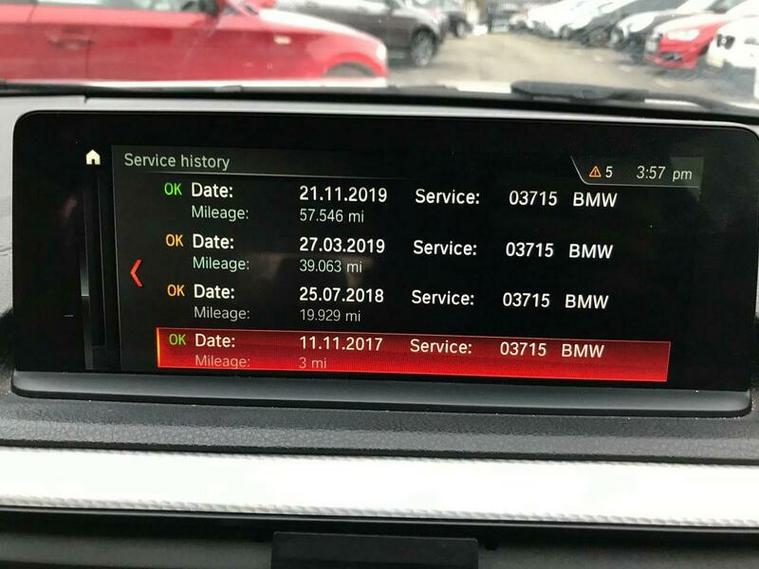 Service history
5 3:57 pm
OK Date: 21.11.2019 Service: 03715 BMW
Mileage: 57.546 mi
OK Date: 27.03.2019 Service: 03715 BMW
Mileage: 39.063 mi
OK Date: 25.07.2018 Service: 03715 BMW
Mileage: 19.929 mi
OK Date: 11.11.2017 Service: 03715 BMW
Mileage: 3 mi